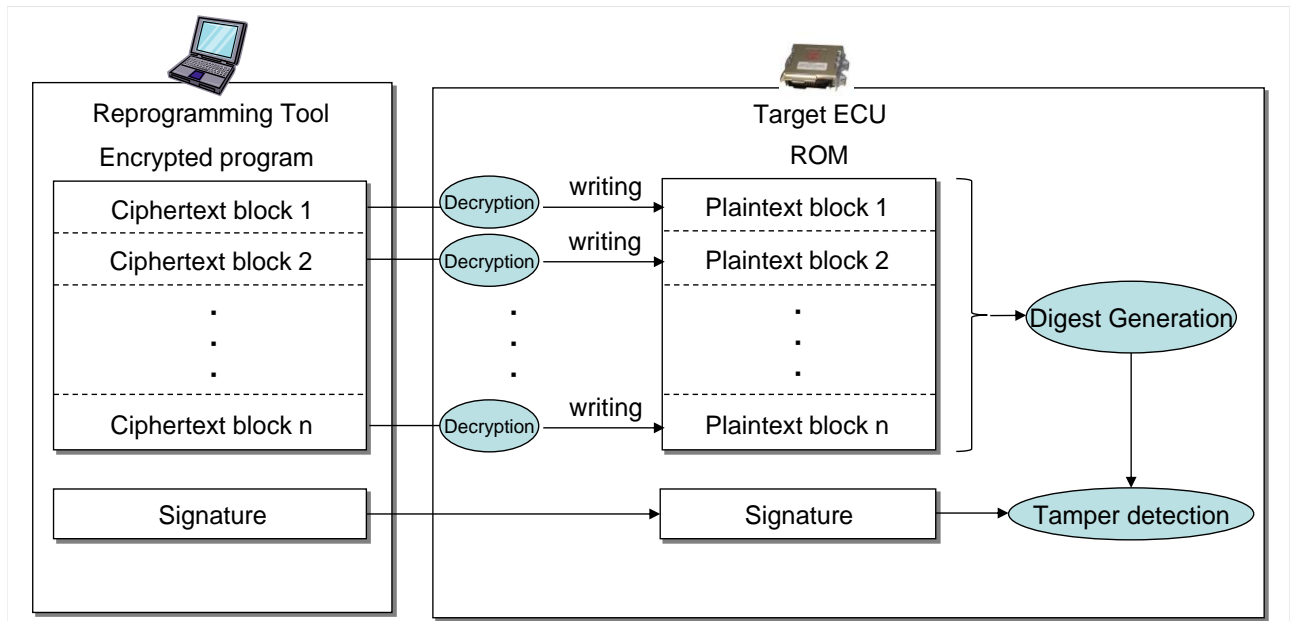 Reprogramming Tool
Encrypted program
Ciphertext block 1
Ciphertext block 2
.
.
.
Ciphertext block n
Signature
Target ECU
ROM
Decryption
writing
Plaintext block 1
Decryption
writing
Plaintext block 2
.
.
.
.
.
.
Decryption
writing
Plaintext block n
Signature
Digest Generation
Tamper detection